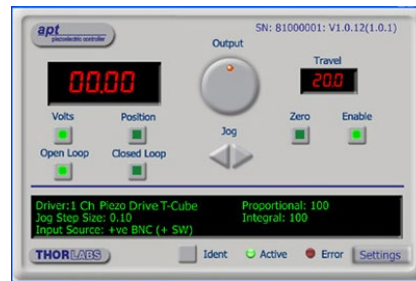 apt
piezoelectric controller
SN: 81000001: V1.0.12(1.0.1)
Output
Travel
00.00
20.0
Volts
Position
Zero
Enable
Jog
Open Loop
Closed Loop
Driver:1 Ch Piezo Drive T-Cube
Proportional: 100
Jog Step Size: 0.10
Integral: 100
Input Source: +ve BNC (+ SW)
THORLABS
Ident
Active
Error
Settings